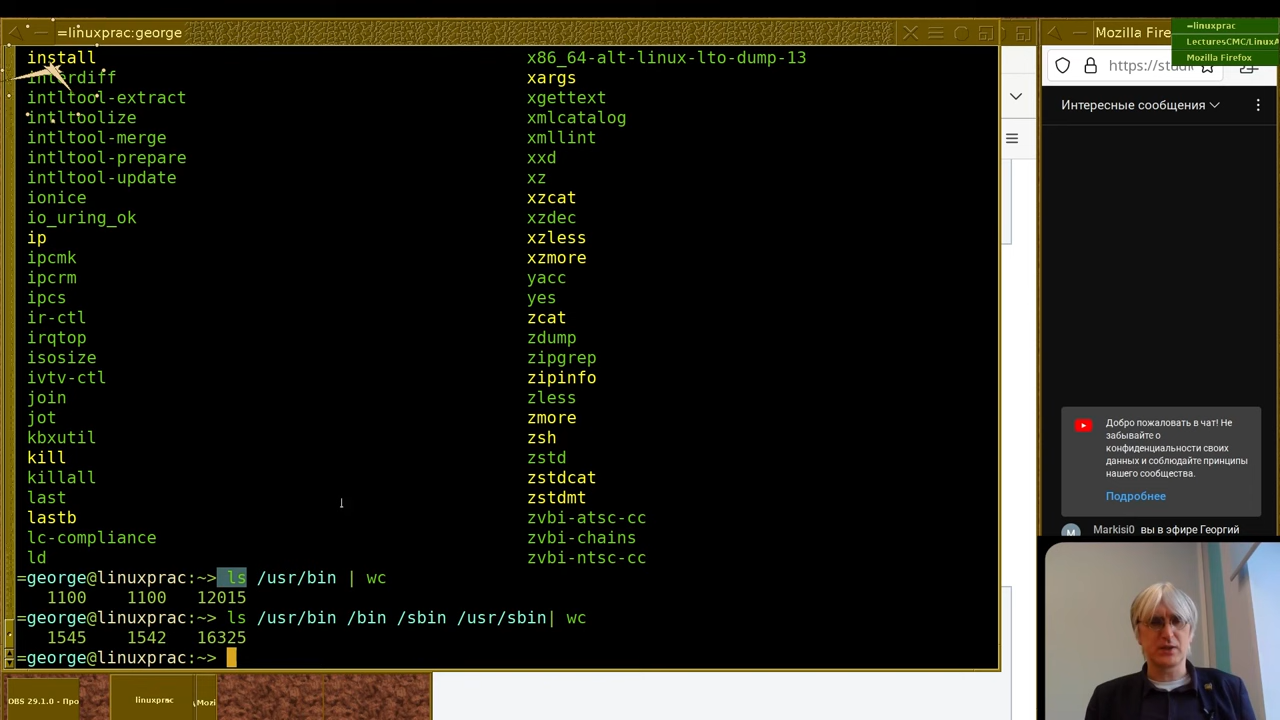 =linuxprac:george
install
interdiff
intltool-extract
intltoolize
intltool-merge
intltool-prepare
intltool-update
ionice
io_uring_ok
ip
ipcmk
ipcrm
ipcs
ir-ctl
irqtop
isosize
ivtv-ctl
join
jot
kbxutil
kill
killall
last
lastb
lc-compliance
ld
x86_64-alt-linux-lto-dump-13
xargs
xgettext
xmlcatalog
xmllint
xxd
xz
xzcat
xzdec
xzless
xzmore
yacc
yes
zcat
zdump
zipgrep
zipinfo
zless
zmore
zsh
zstd
zstdcat
zstdmt
zvbi-atsc-cc
zvbi-chains
zvbi-ntsc-cc
=george@linuxprac:~> ls /usr/bin | wc
1100 1100 12015
=george@linuxprac:~> ls /usr/bin /bin /sbin /usr/sbin| wc
1545 1542 16325
=george@linuxprac:~>
Mozilla Fire
=linuxprac
LecturesCMC/LinuxA
Mozilla Firefox
Интересные сообщения
Добро пожаловать в чат! Не
забывайте о
конфиденциальности своих
данных и соблюдайте принципы
нашего сообщества.
Подробнее
M
Markisi0 вы в эфире Георгий
DBS 29.1.0 - Про
linuxprac
Mozi